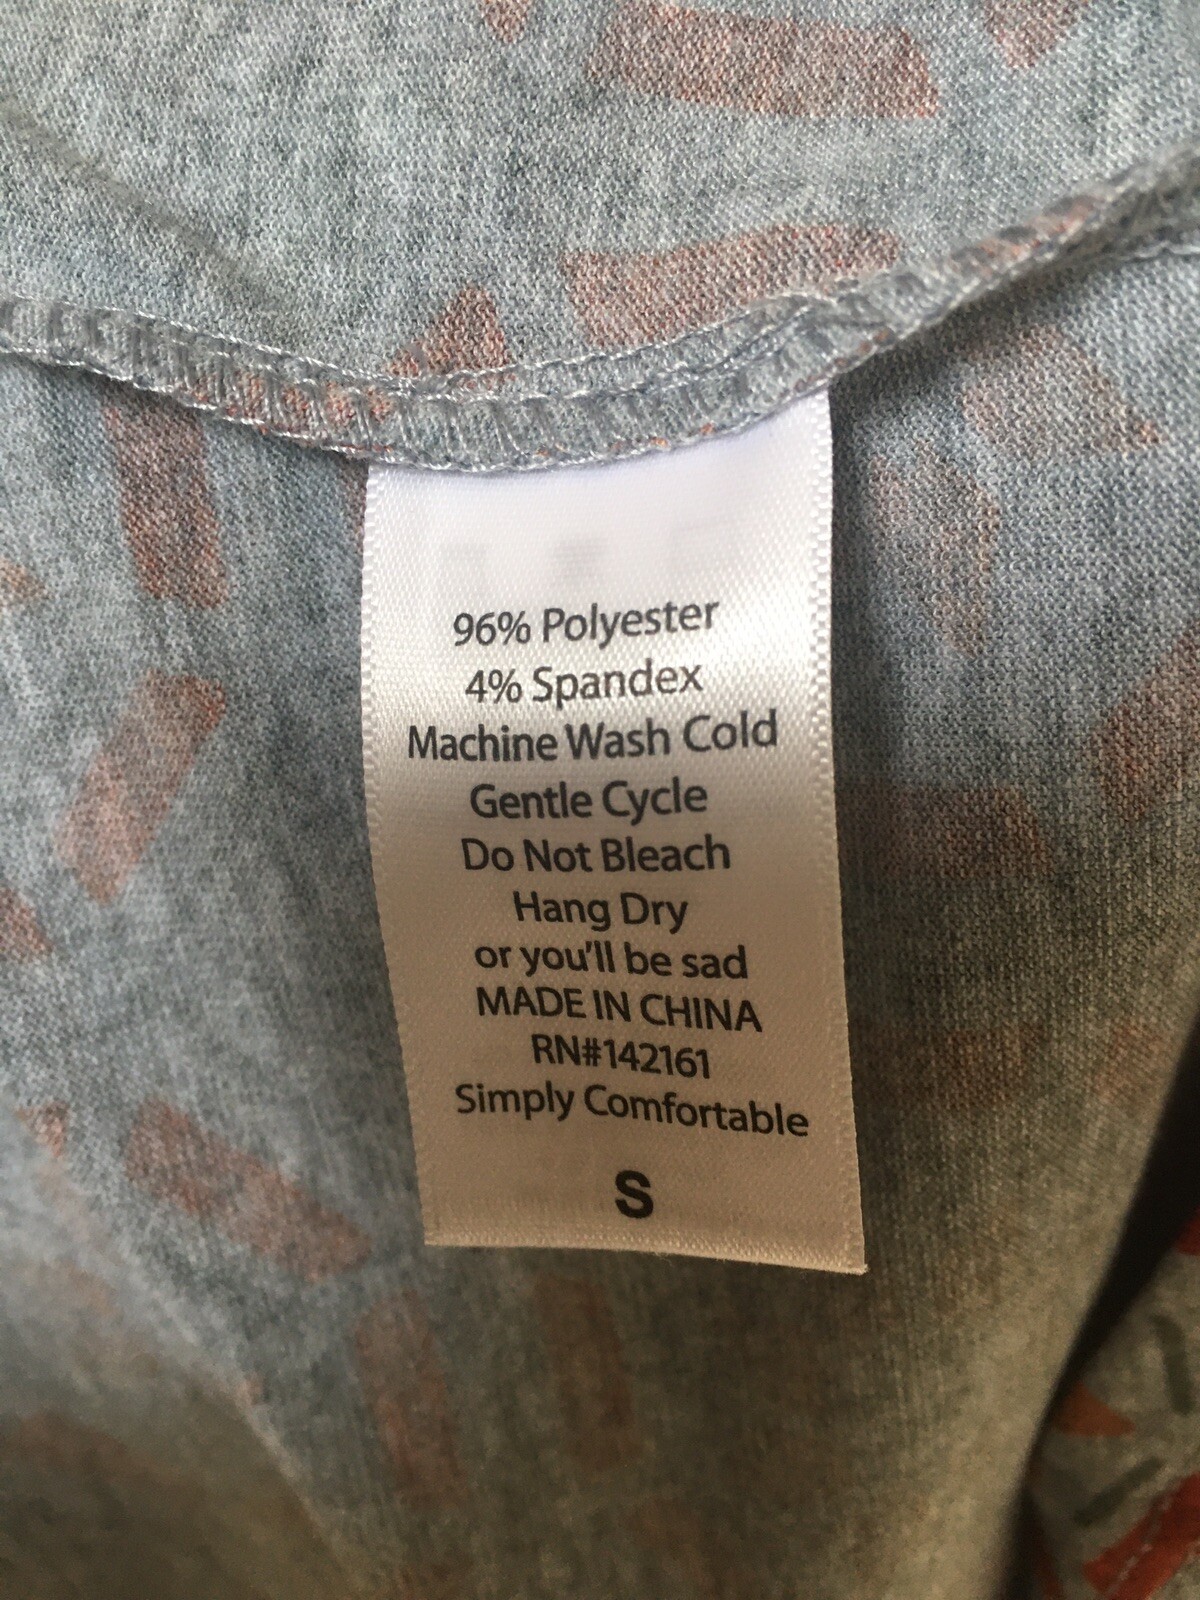 96% Polyester
4% Spandex
Machine Wash Cold
Gentle Cycle
Do Not Bleach
Hang Dry
or you'll be sad
MADE IN CHINA
RN#142161
Simply Comfortable
S